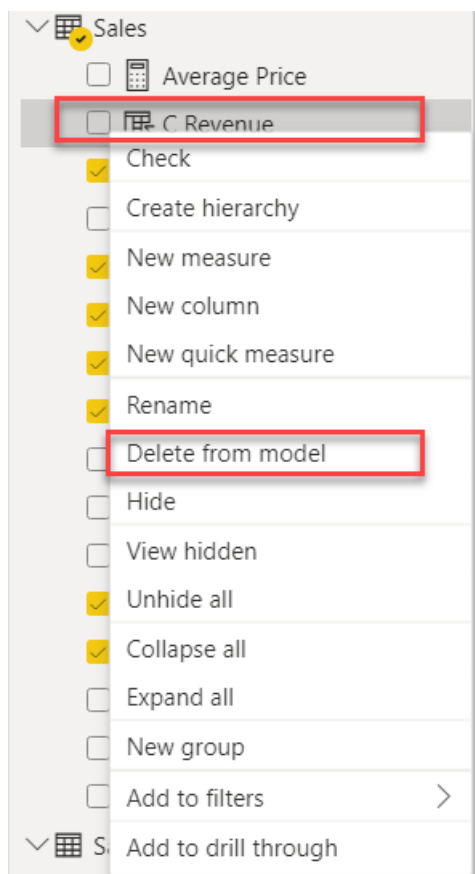 Sales
Average Price
C Revenue
Check
Create hierarchy
New measure
New column
New quick measure
Rename
Delete from model
Hide
View hidden
Unhide all
Collapse all
Expand all
New group
Add to filters
Add to drill through